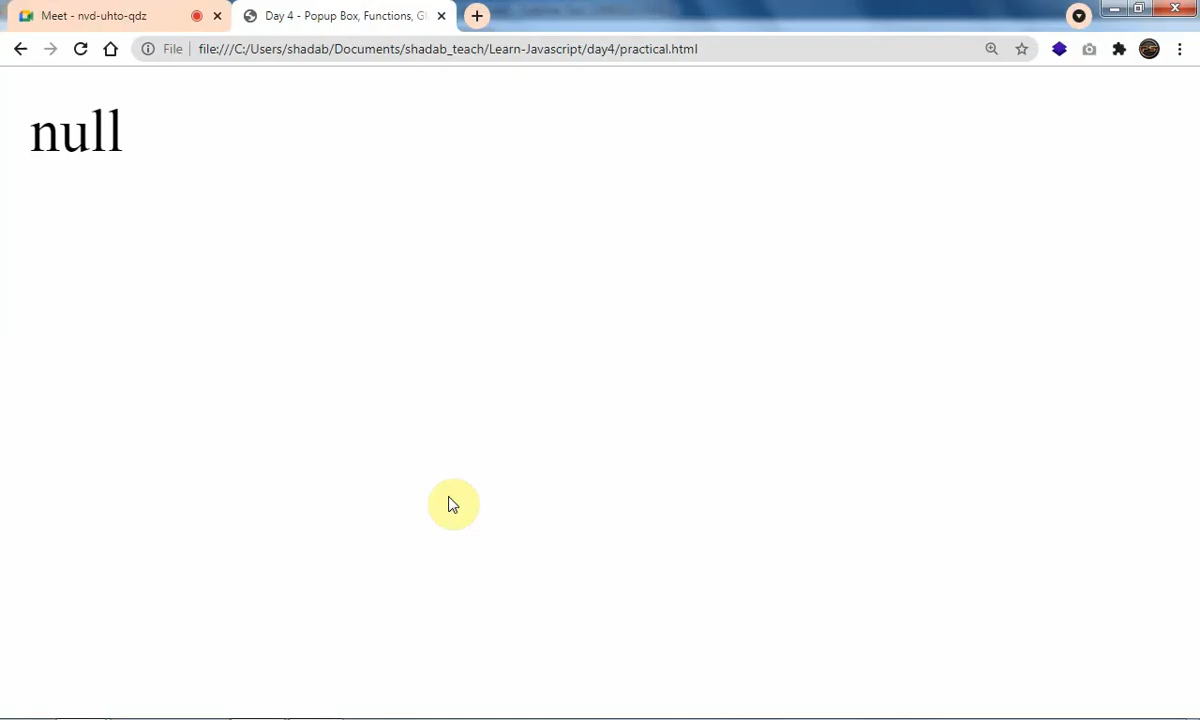 Meet - nvd-uhto-qdz
Day 4 - Popup Box, Functions, Gl
File
file:///C:/Users/shadab/Documents/shadab_teach/Learn-Javascript/day4/practical.html
null